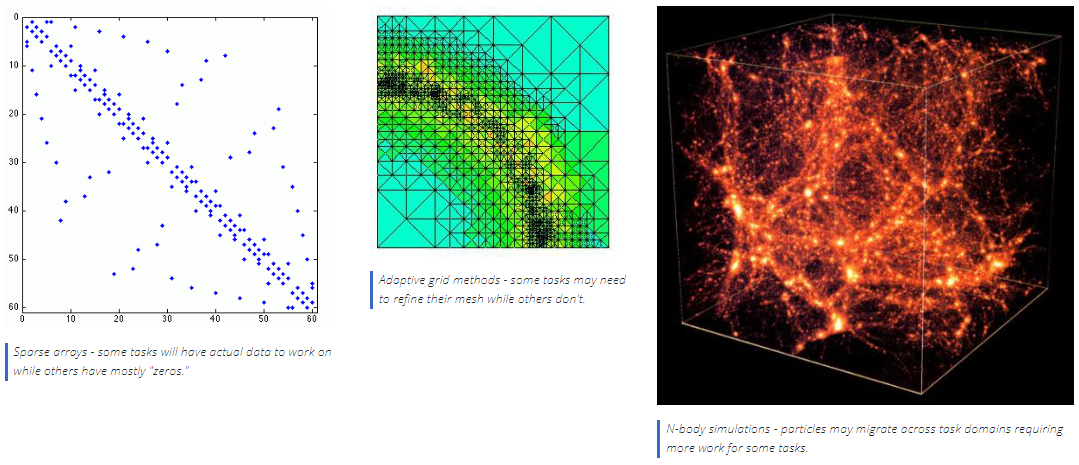 0
10
20
30
40
50
60
0 10 20 30 40 50 60
Sparse arrays - some tasks will have actual data to work on
while others have mostly "zeros."
Adaptive grid methods - some tasks may need
to refine their mesh while others don't.
N-body simulations - particles may migrate across task domains requiring
more work for some tasks.